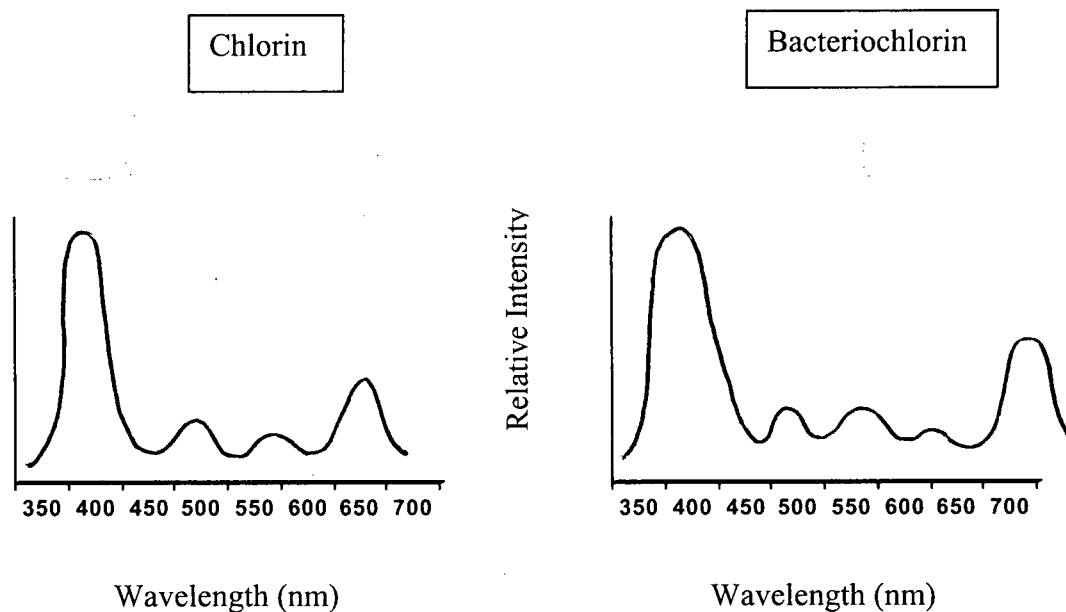 Chlorin
Bacteriochlorin
Relative Intensity
350 400 450 500 550 600 650 700
350 400 450 500 550 600 650 700
Wavelength (nm)
Wavelength (nm)